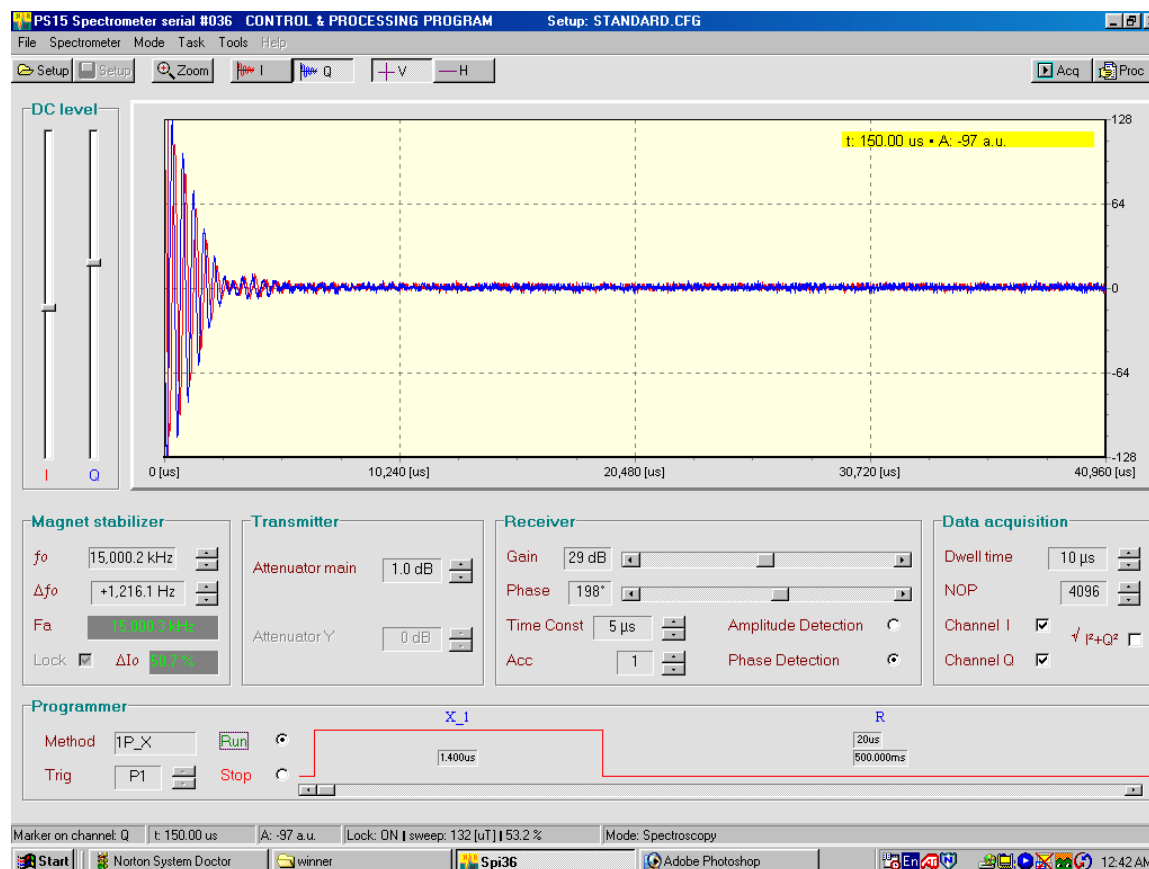 PS15 Spectrometer serial #036 CONTROL & PROCESSING PROGRAM Setup: STANDARD.CFG
File Spectrometer Mode Task Tools Help
Setup Setup Zoom I Q V H Acq Proc
DC level
128
t: 150.00 us • A: -97 a.u.
64
0
-64
-128
I Q
0 [us] 10,240 [us] 20,480 [us] 30,720 [us] 40,960 [us]
Magnet stabilizer
fo 15,000.2 kHz
Δfo +1,216.1 Hz
Fa 15,000.3 kHz
Lock ΔIo 50.7 %
Transmitter
Attenuator main 1.0 dB
Attenuator Y 0 dB
Receiver
Gain 29 dB
Phase 198°
Time Const 5 µs Amplitude Detection
Acc 1 Phase Detection
Data acquisition
Dwell time 10 µs
NOP 4096
Channel I √ I²+Q²
Channel Q
Programmer
X_1 R
Method 1P_X Run
20us
1.400us 500.000ms
Trig P1 Stop
Marker on channel: Q t: 150.00 us A: -97 a.u. Lock: ON | sweep: 132 [uT] | 53.2 % Mode: Spectroscopy
Start Norton System Doctor winner Spi36 Adobe Photoshop En 12:42 AM